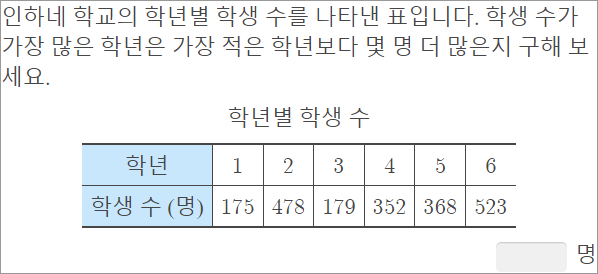 인하네 학교의 학년별 학생 수를 나타낸 표입니다. 학생 수가
가장 많은 학년은 가장 적은 학년보다 몇 명 더 많은지 구해 보
세요.
학년별 학생 수
학년 1 2 3 4 5 6
학생 수 (명) 175 478 179 352 368 523
명